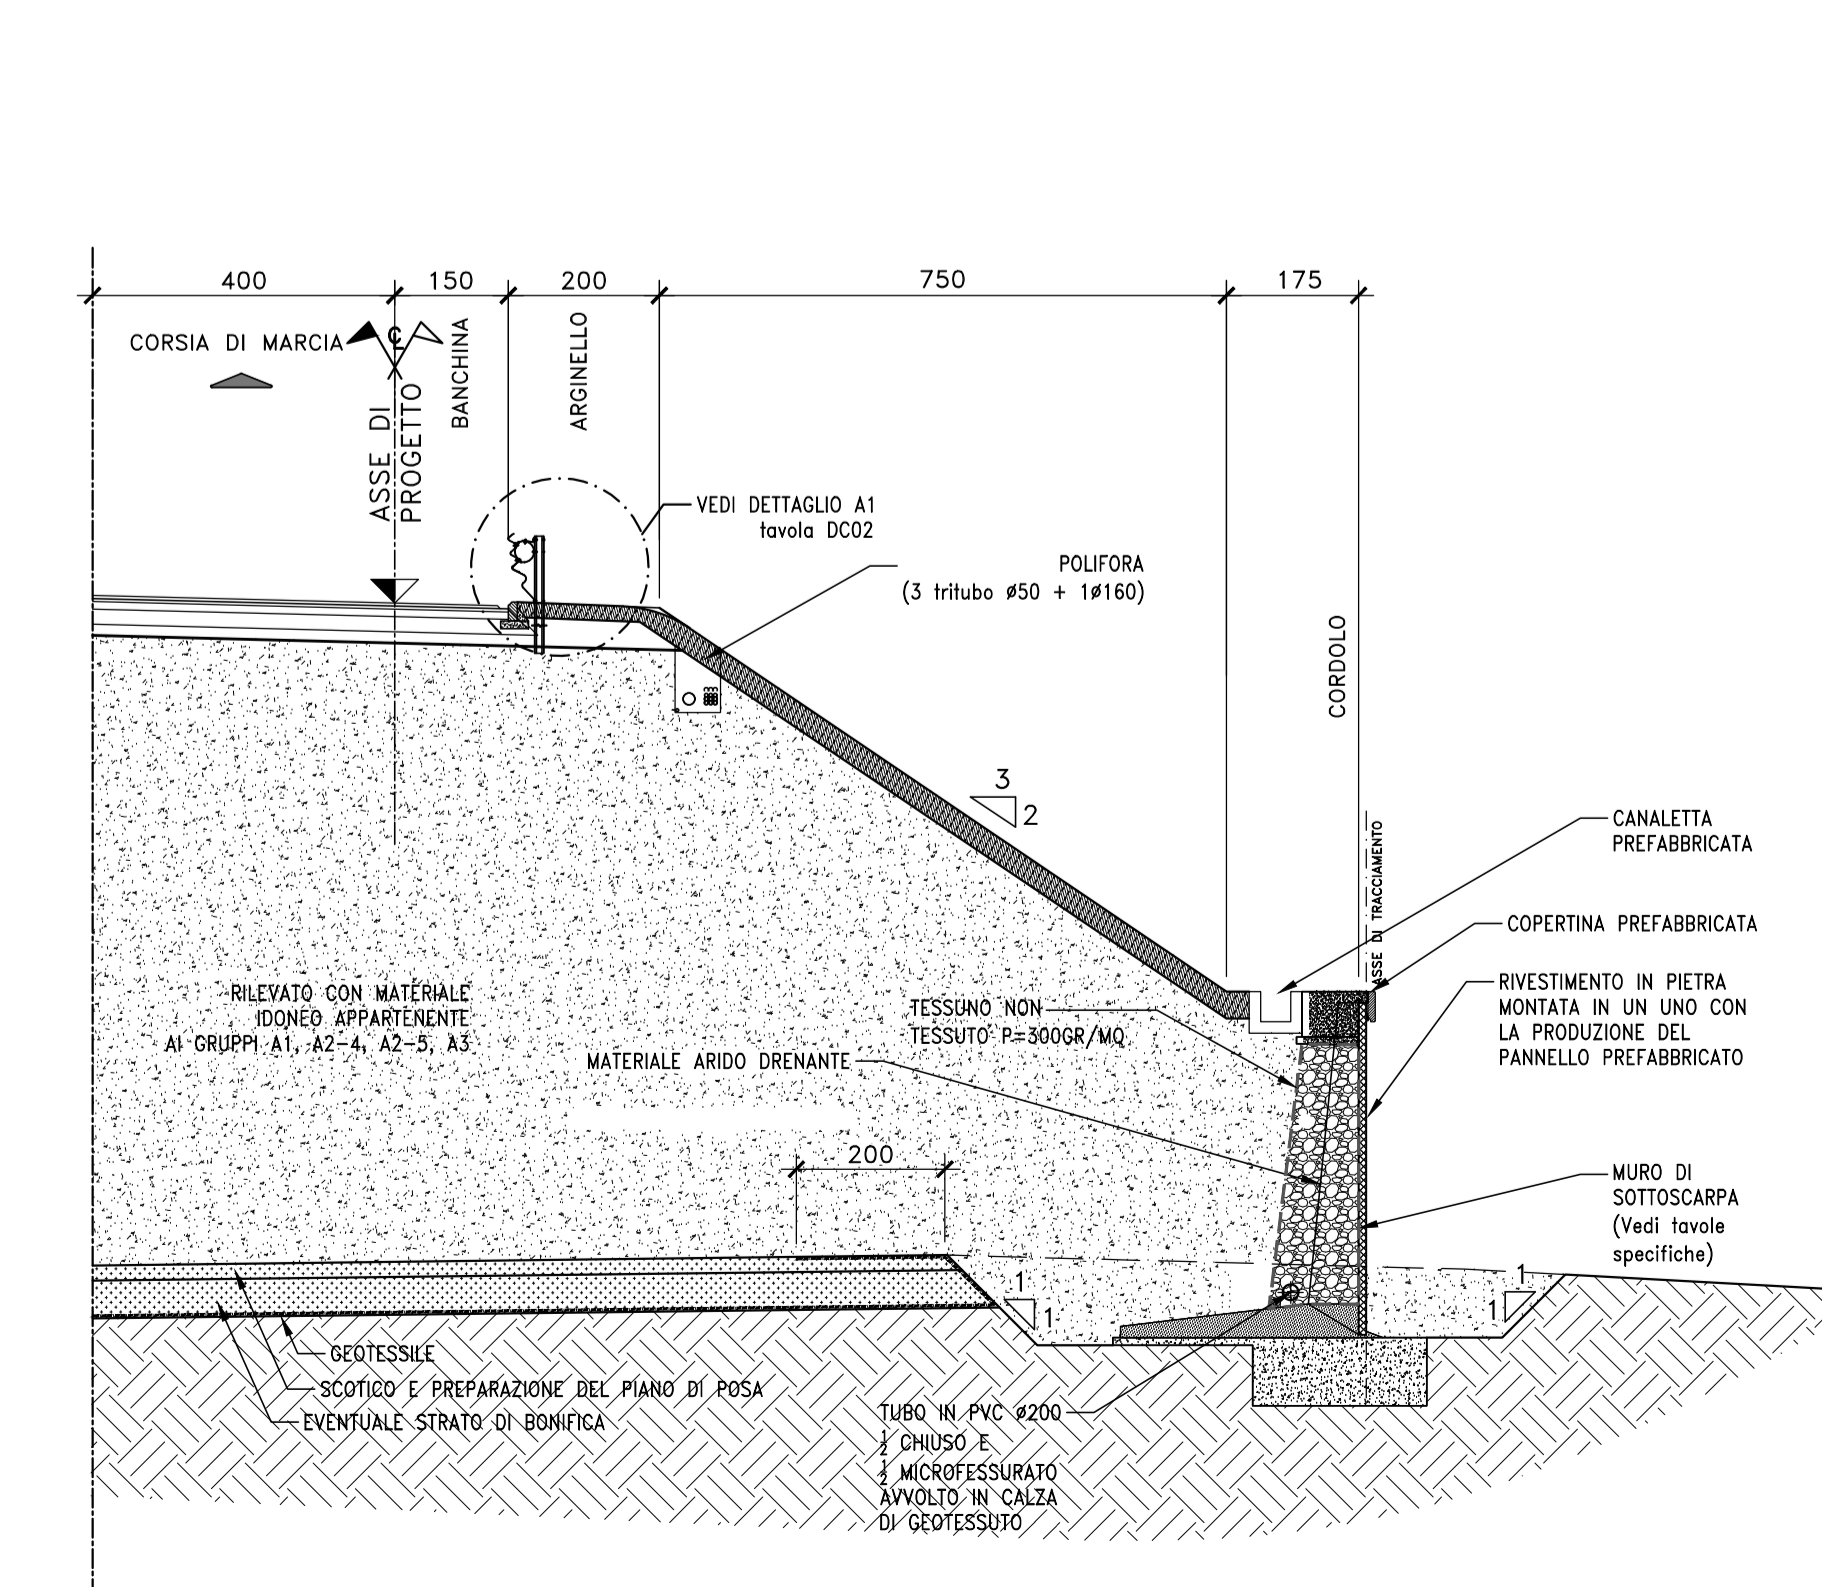 400
150
200
750
175
CORSIA DI MARCIA
℄
BANCHINA
ARGINELLO
ASSE DI
PROGETTO
VEDI DETTAGLIO A1
tavola DC02
POLIFORA
(3 tritubo ø50 + 1ø160)
CORDOLO
3
2
CANALETTA
PREFABBRICATA
ASSE DI TRACCIAMENTO
COPERTINA PREFABBRICATA
RILEVATO CON MATERIALE
IDONEO APPARTENENTE
AI GRUPPI A1, A2-4, A2-5, A3
TESSUNO NON
TESSUTO P=300GR/MQ
RIVESTIMENTO IN PIETRA
MONTATA IN UN UNO CON
LA PRODUZIONE DEL
PANNELLO PREFABBRICATO
MATERIALE ARIDO DRENANTE
200
MURO DI
SOTTOSCARPA
(Vedi tavole
specifiche)
1
1
1
1
GEOTESSILE
SCOTICO E PREPARAZIONE DEL PIANO DI POSA
EVENTUALE STRATO DI BONIFICA
TUBO IN PVC ø200
½ CHIUSO E
½ MICROFESSURATO
AVVOLTO IN CALZA
DI GEOTESSUTO